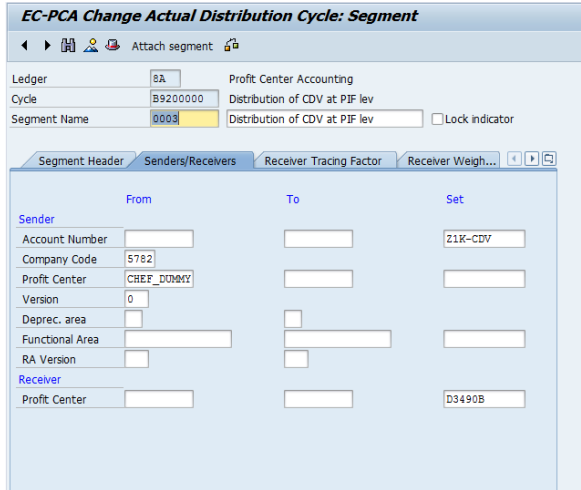 EC-PCA Change Actual Distribution Cycle: Segment
Attach segment
Ledger 8A Profit Center Accounting
Cycle B9200000 Distribution of CDV at PIF lev
Segment Name 0003 Distribution of CDV at PIF lev Lock indicator
Segment Header Senders/Receivers Receiver Tracing Factor Receiver Weigh...
From To Set
Sender
Account Number Z1K-CDV
Company Code 5782
Profit Center CHEF_DUMMY
Version 0
Deprec. area
Functional Area
RA Version
Receiver
Profit Center D3490B